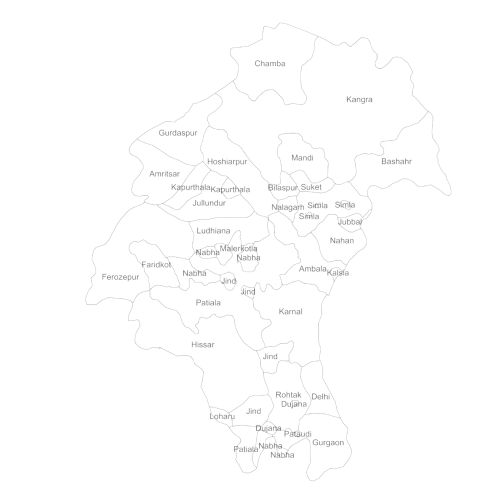 Chamba
Kangra
Gurdaspur
Hoshiarpur
Mandi
Bashahr
Amritsar
Kapurthala
Kapurthala
Bilaspur
Suket
Jullundur
Nalagarh
Simla
Simla
Simla
Jubbal
Ludhiana
Nahan
Malerkotla
Nabha
Nabha
Faridkot
Ambala
Kalsia
Ferozepur
Nabha
Jind
Jind
Patiala
Karnal
Hissar
Jind
Rohtak
Dujana
Delhi
Loharu
Jind
Dujana
Pataudi
Gurgaon
Patiala
Nabha
Nabha